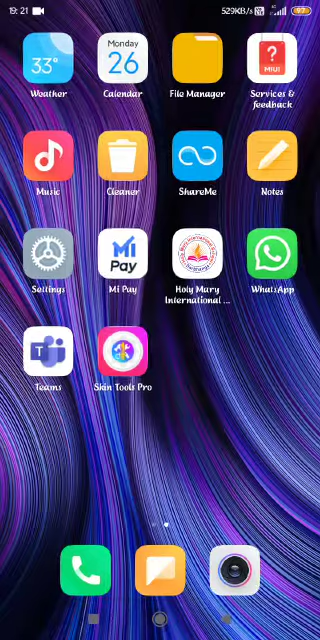 19: 21
529KB/s
97
33°
Monday
26
MIUI
Weather
Calendar
File Manager
Services &
feedback
Music
Cleaner
ShareMe
Notes
Mi
Pay
Settings
Mi Pay
Holy Mary
International ...
WhatsApp
T
Teams
Skin Tools Pro